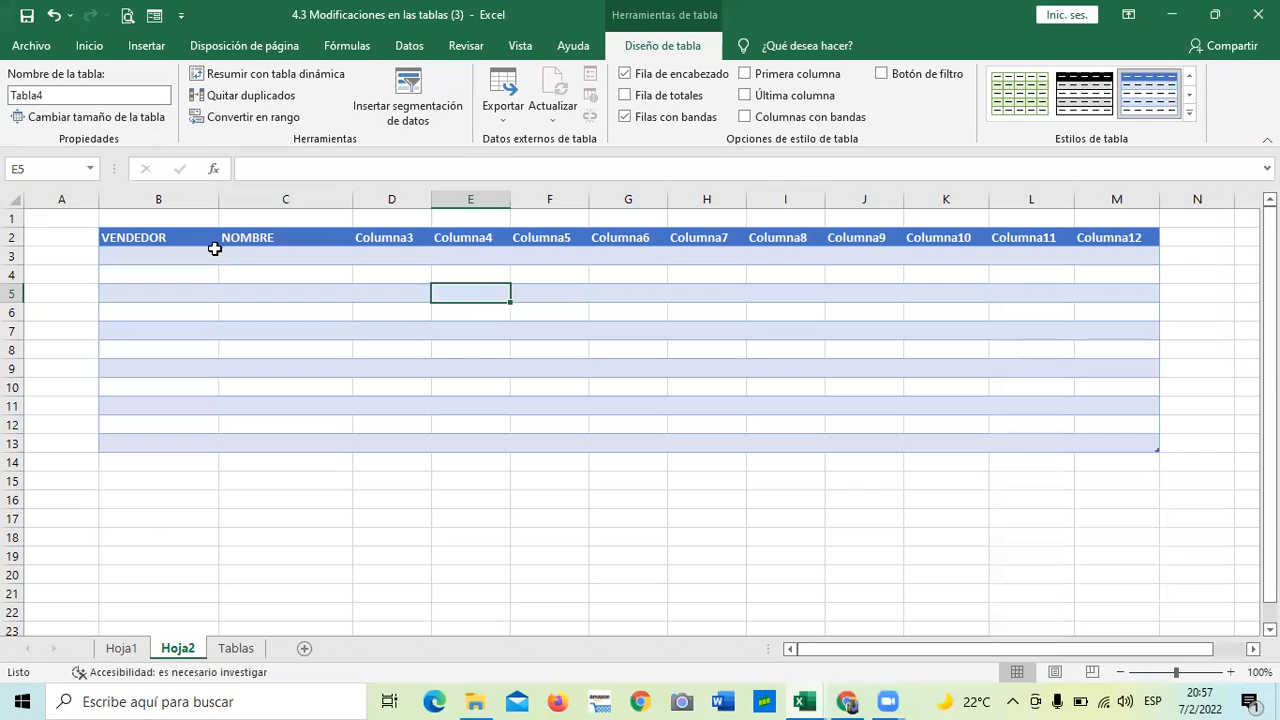 4.3 Modificaciones en las tablas (3) - Excel
Herramientas de tabla
Inic. ses.
Archivo Inicio Insertar Disposición de página Fórmulas Datos Revisar Vista Ayuda Diseño de tabla ¿Qué desea hacer? Compartir
Nombre de la tabla:
Tabla4
Cambiar tamaño de la tabla
Propiedades
Resumir con tabla dinámica
Quitar duplicados
Convertir en rango
Insertar segmentación
de datos
Herramientas
Exportar Actualizar
Datos externos de tabla
Fila de encabezado Primera columna Botón de filtro
Fila de totales Última columna
Filas con bandas Columnas con bandas
Opciones de estilo de tabla
Estilos de tabla
E5 fx
A B C D E F G H I J K L M N
1
2 VENDEDOR NOMBRE Columna3 Columna4 Columna5 Columna6 Columna7 Columna8 Columna9 Columna10 Columna11 Columna12
3
4
5
6
7
8
9
10
11
12
13
14
15
16
17
18
19
20
21
22
23
Hoja1 Hoja2 Tablas
Listo Accesibilidad: es necesario investigar 100%
Escribe aquí para buscar 22°C ESP 20:57
7/2/2022 1